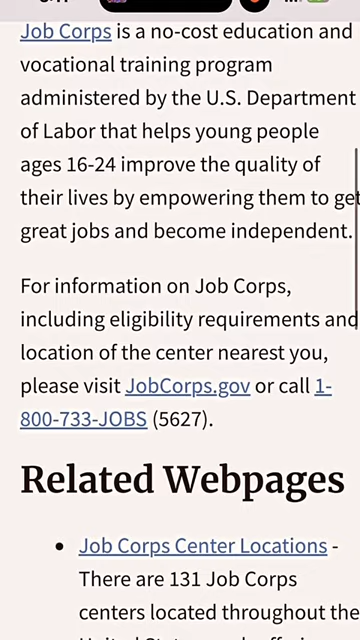 Job Corps is a no-cost education and
vocational training program
administered by the U.S. Department
of Labor that helps young people
ages 16-24 improve the quality of
their lives by empowering them to get
great jobs and become independent.
For information on Job Corps,
including eligibility requirements and
location of the center nearest you,
please visit JobCorps.gov or call 1-
800-733-JOBS (5627).
Related Webpages
• Job Corps Center Locations -
There are 131 Job Corps
centers located throughout the